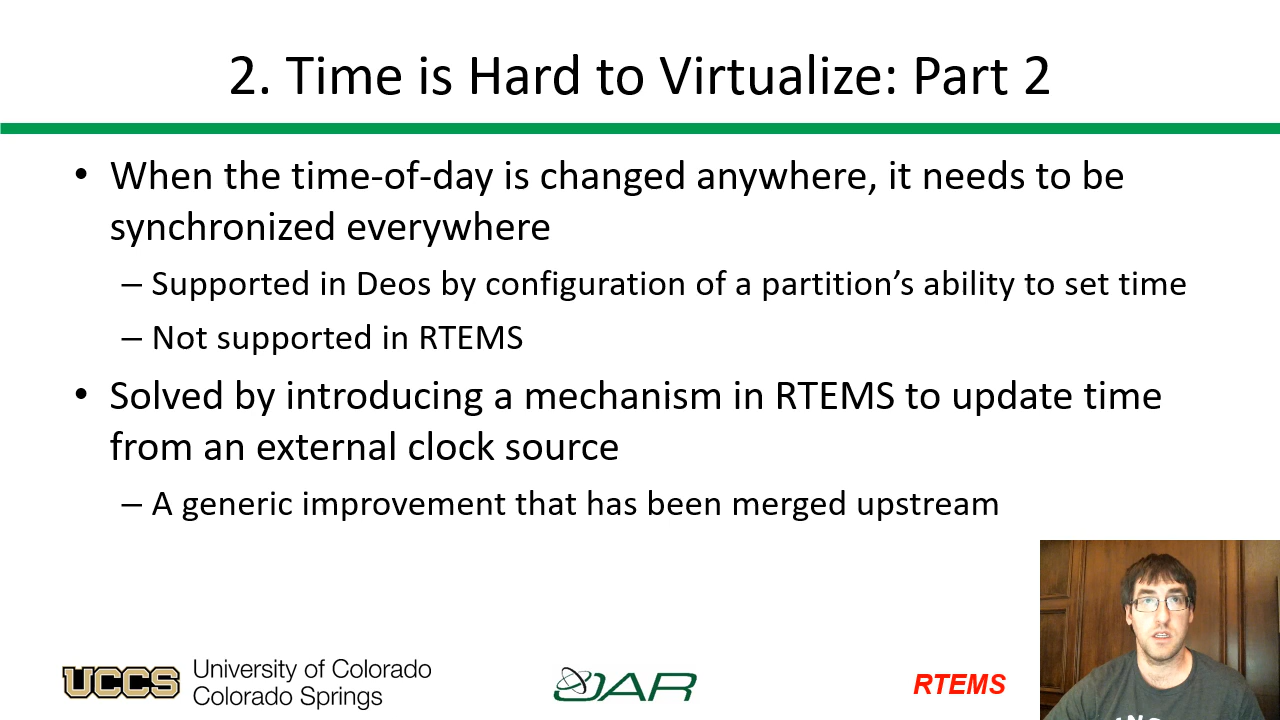 2. Time is Hard to Virtualize: Part 2
• When the time-of-day is changed anywhere, it needs to be
synchronized everywhere
– Supported in Deos by configuration of a partition’s ability to set time
– Not supported in RTEMS
• Solved by introducing a mechanism in RTEMS to update time
from an external clock source
– A generic improvement that has been merged upstream
UCCS University of Colorado
Colorado Springs
OAR
RTEMS